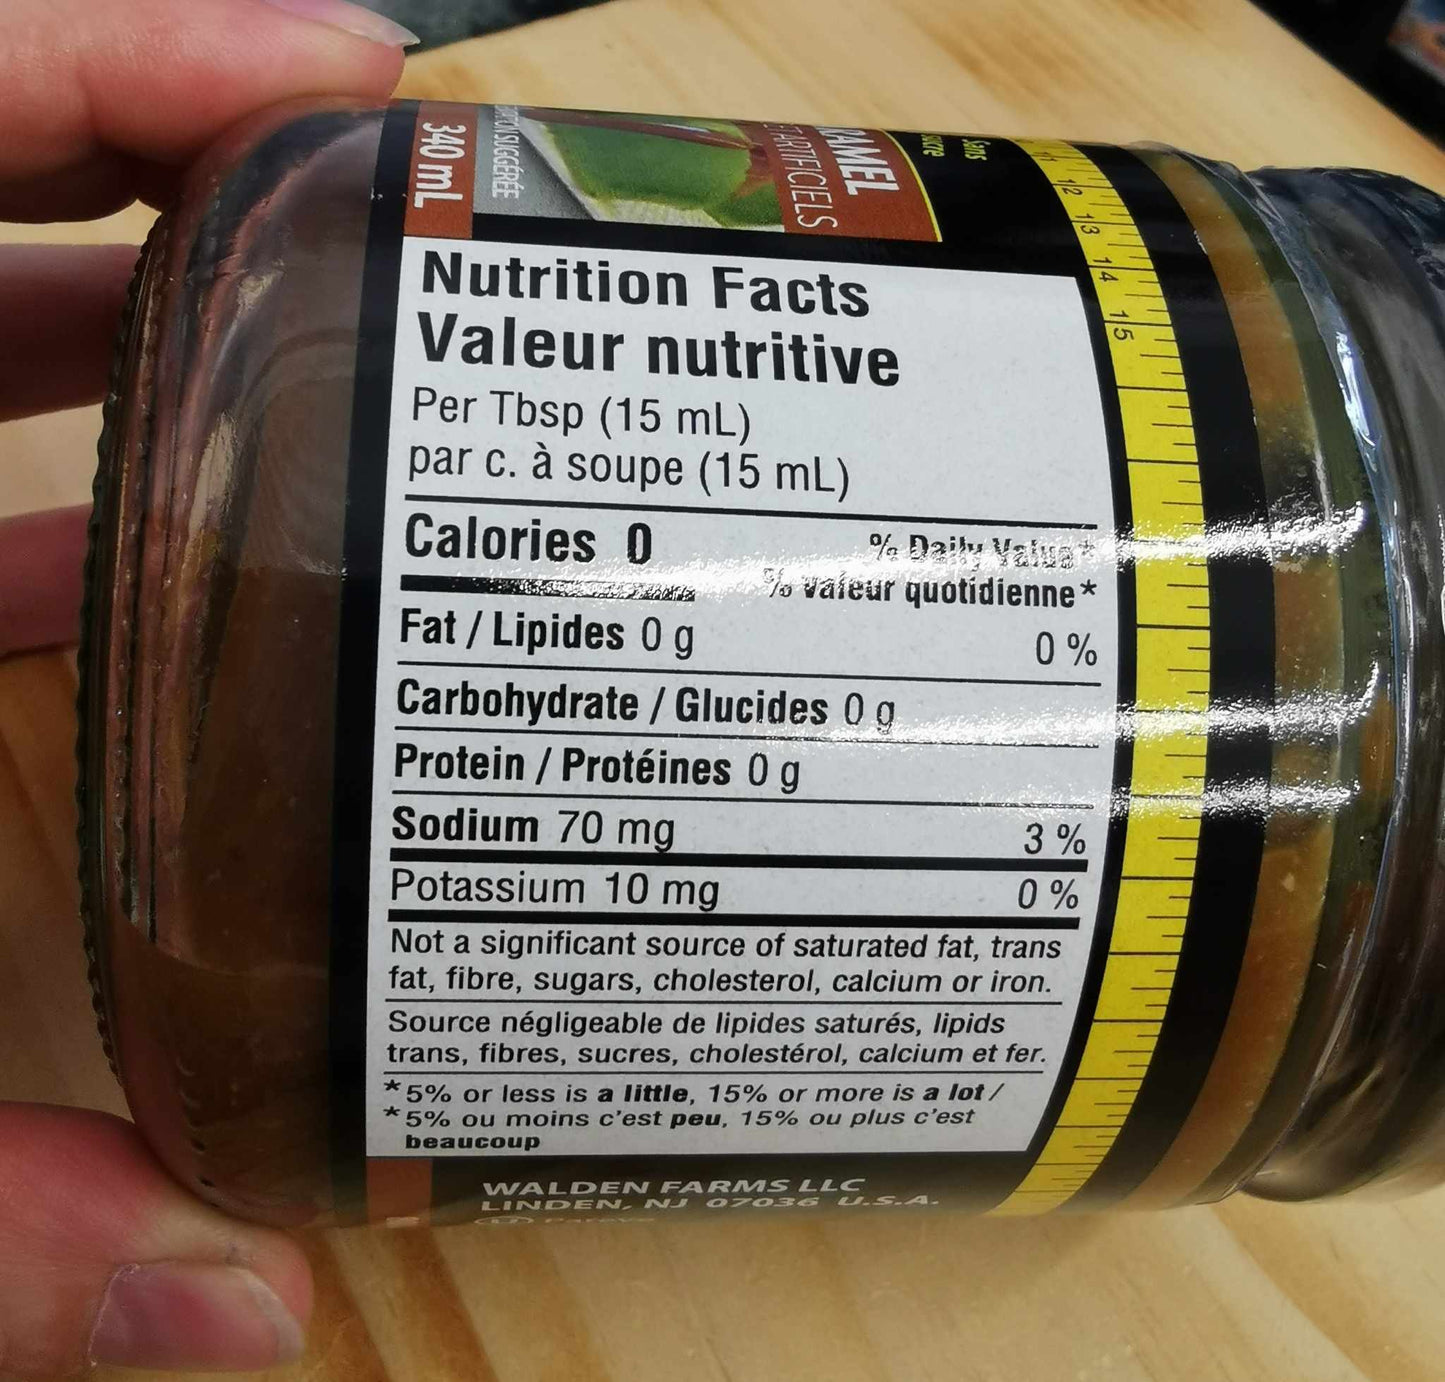 340 mL
SUGGÉRÉE
ARTIFICIELS
Sans
sucre
12 13 14 15
Nutrition Facts
Valeur nutritive
Per Tbsp (15 mL)
par c. à soupe (15 mL)
Calories 0
% Daily Value*
% valeur quotidienne*
Fat / Lipides 0 g 0 %
Carbohydrate / Glucides 0 g
Protein / Protéines 0 g
Sodium 70 mg 3 %
Potassium 10 mg 0 %
Not a significant source of saturated fat, trans
fat, fibre, sugars, cholesterol, calcium or iron.
Source négligeable de lipides saturés, lipids
trans, fibres, sucres, cholestérol, calcium et fer.
*5% or less is a little, 15% or more is a lot /
*5% ou moins c'est peu, 15% ou plus c'est
beaucoup
WALDEN FARMS LLC
LINDEN, NJ 07036 U.S.A.